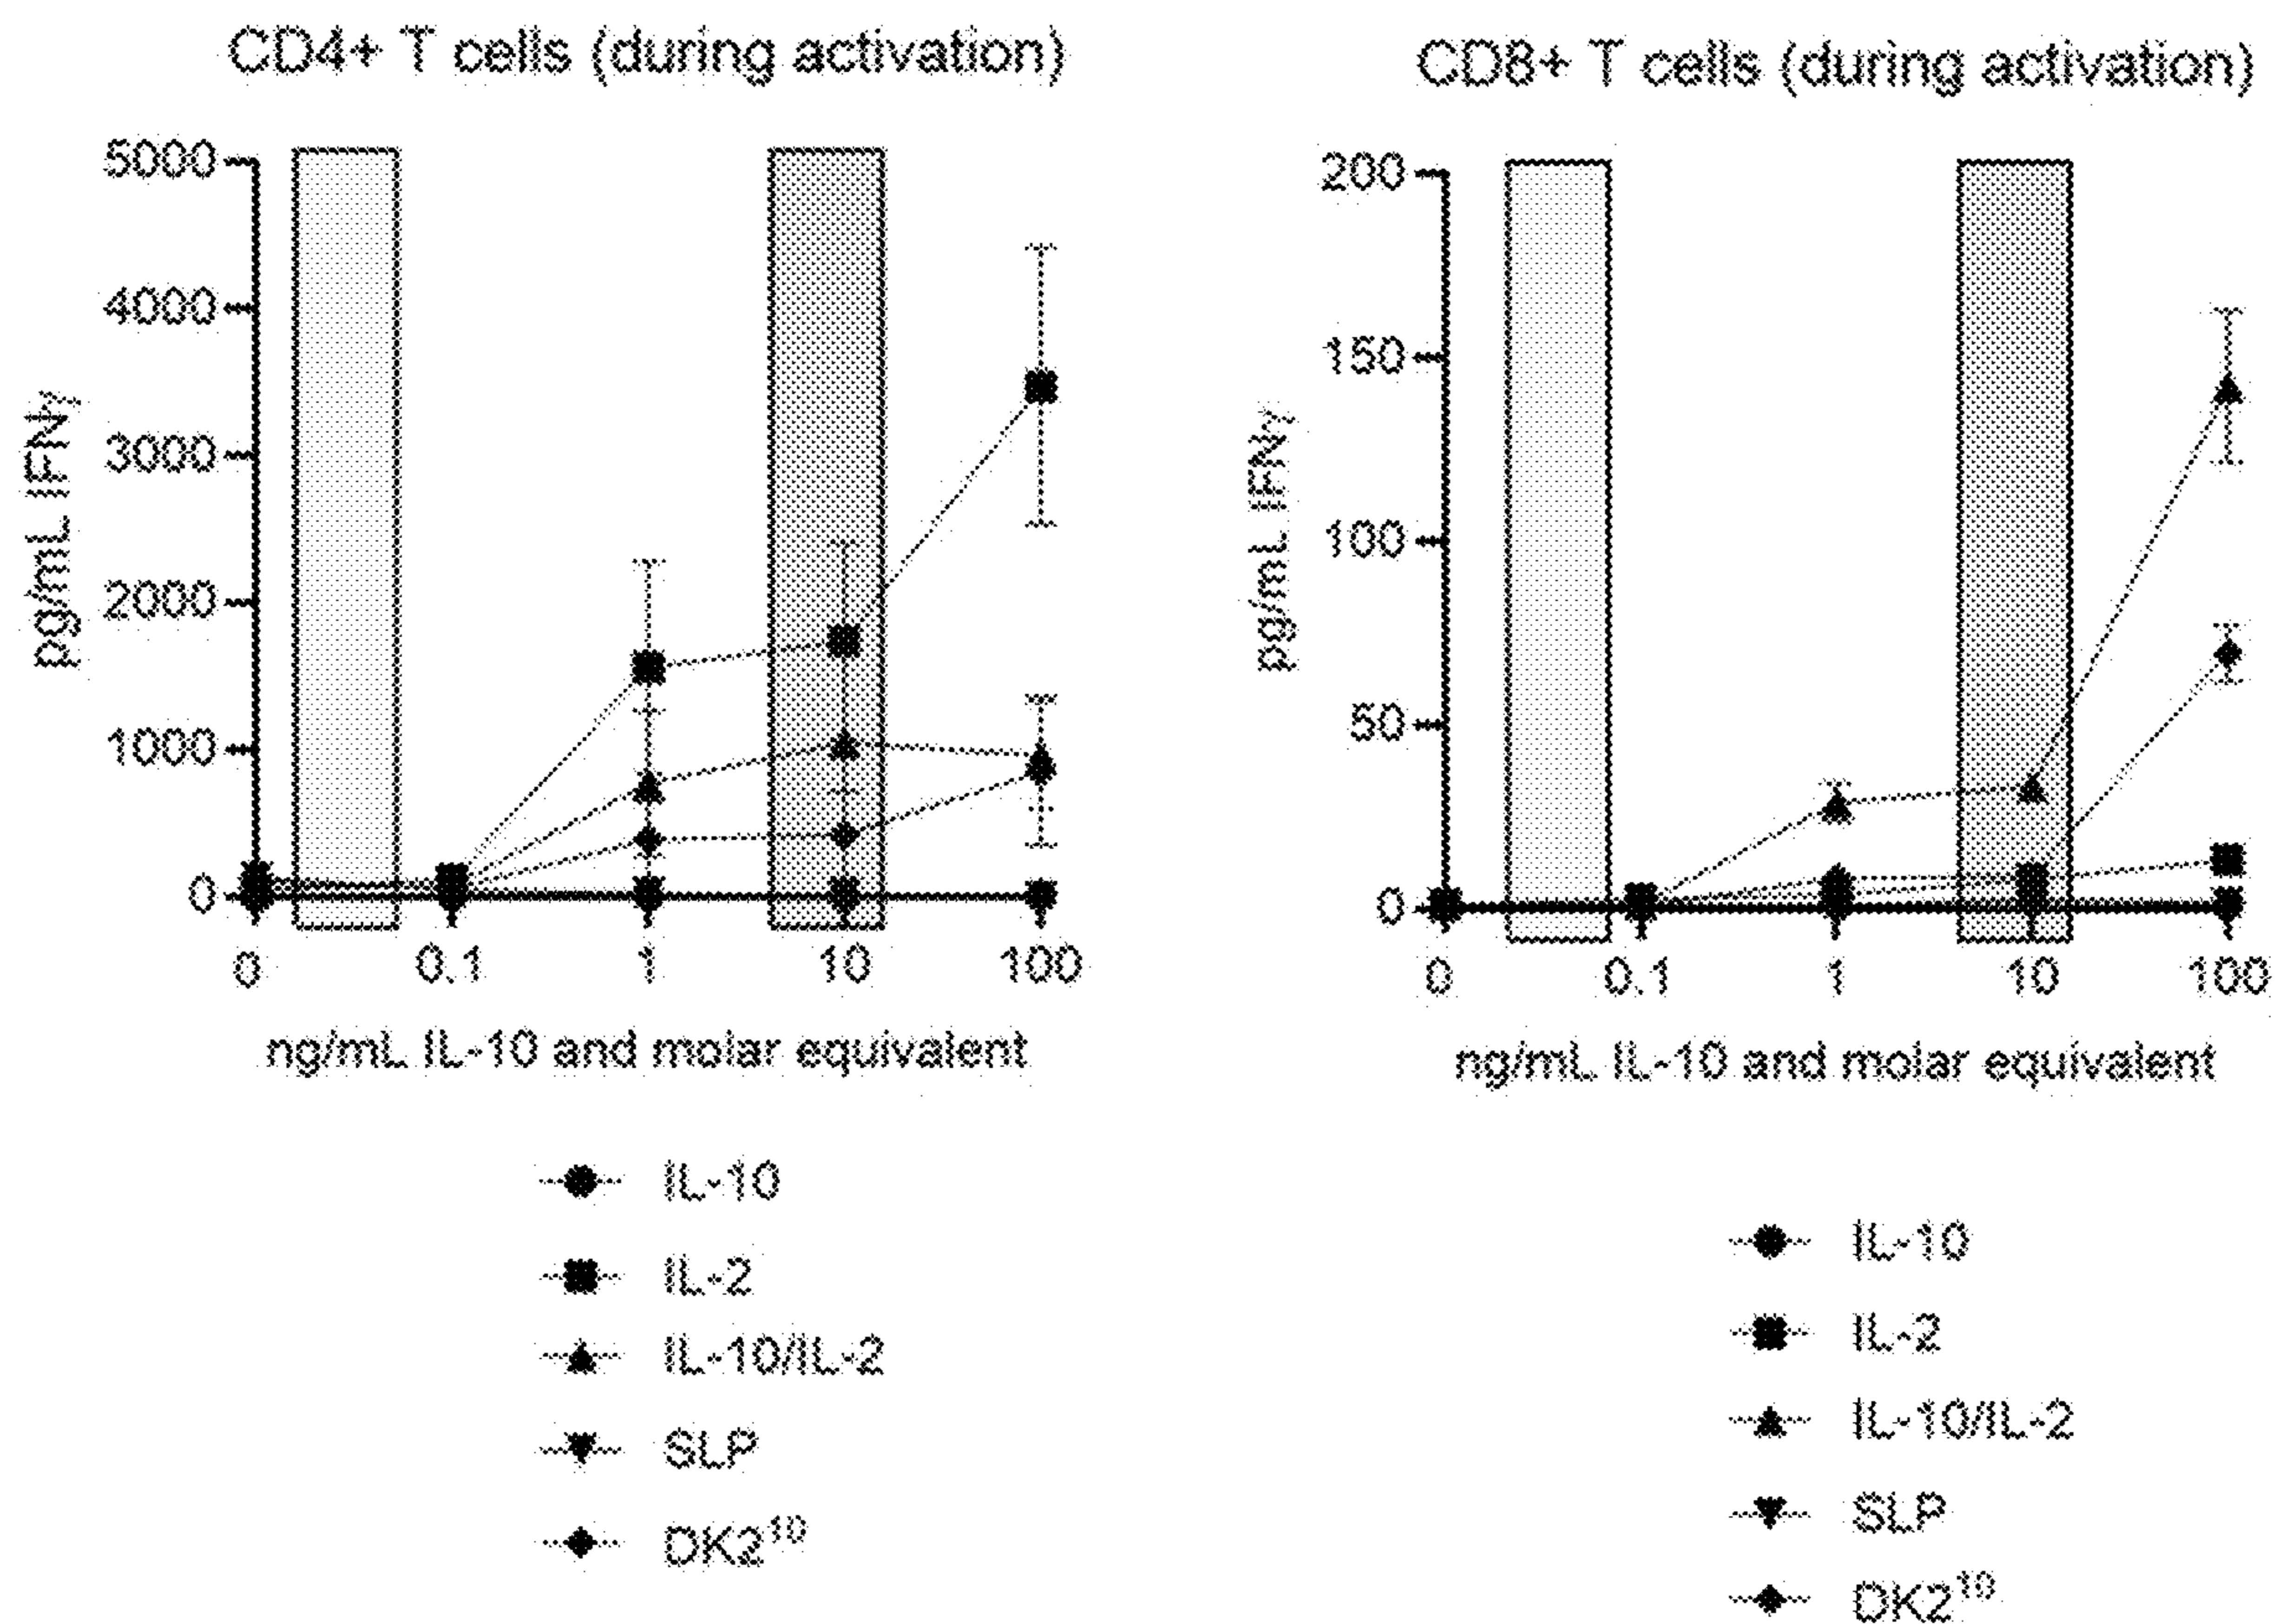 CD4+ T cells (during activation)
5000
4000
3000
2000
1000
0
pg/mL IFNγ
0 0.1 1 10 100
ng/mL IL-10 and molar equivalent
IL-10
IL-2
IL-10/IL-2
SLP
DK2¹⁰
CD8+ T cells (during activation)
200
150
100
50
0
pg/mL IFNγ
0 0.1 1 10 100
ng/mL IL-10 and molar equivalent
IL-10
IL-2
IL-10/IL-2
SLP
DK2¹⁰